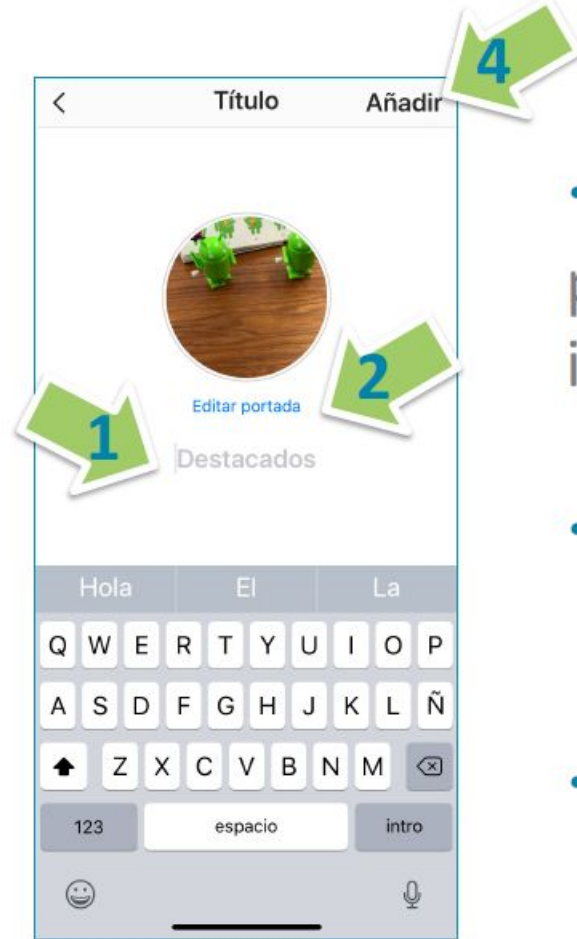 4
< Título Añadir
2
Editar portada
1
Destacados
Hola El La
Q W E R T Y U I O P
A S D F G H J K L Ñ
Z X C V B N M
123 espacio intro